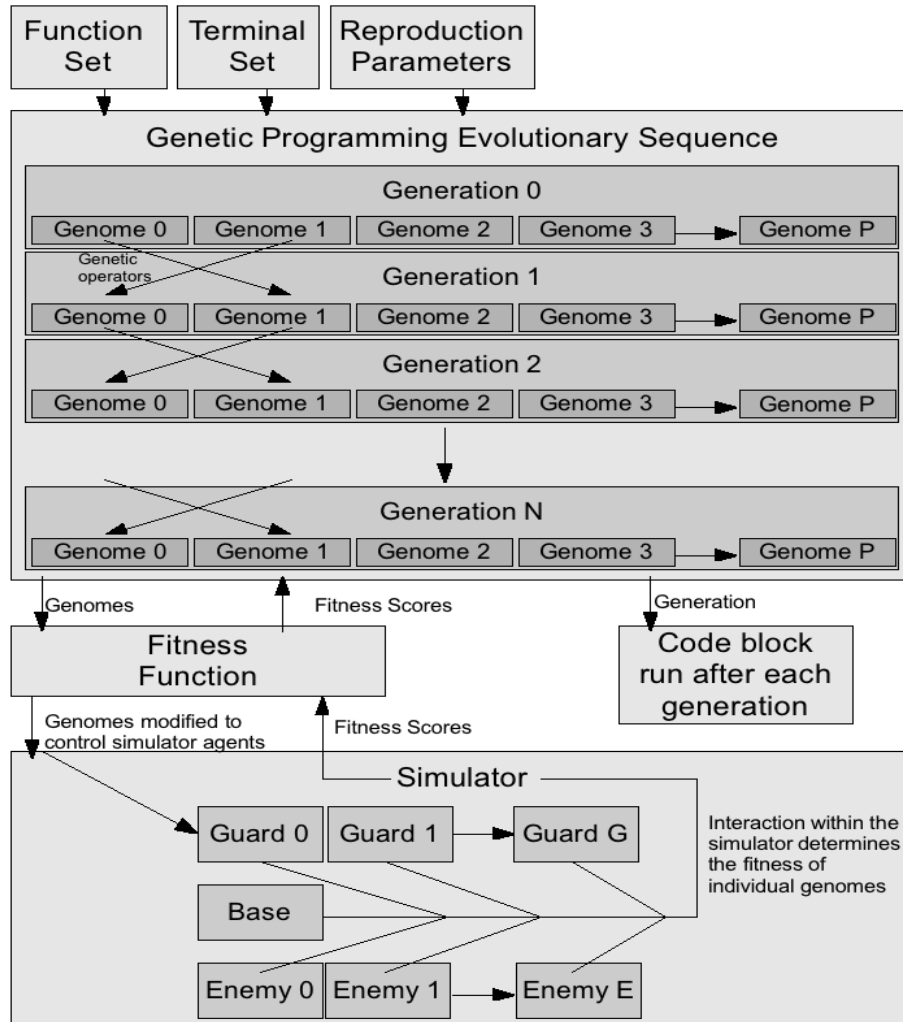 Function
Set
Terminal
Set
Reproduction
Parameters
Genetic Programming Evolutionary Sequence
Generation 0
Genome 0
Genome 1
Genome 2
Genome 3
Genome P
Genetic
operators
Generation 1
Genome 0
Genome 1
Genome 2
Genome 3
Genome P
Generation 2
Genome 0
Genome 1
Genome 2
Genome 3
Genome P
Generation N
Genome 0
Genome 1
Genome 2
Genome 3
Genome P
Genomes
Fitness Scores
Generation
Fitness
Function
Code block
run after each
generation
Genomes modified to
control simulator agents
Fitness Scores
Simulator
Guard 0
Guard 1
Guard G
Interaction within the
simulator determines
the fitness of
individual genomes
Base
Enemy 0
Enemy 1
Enemy E